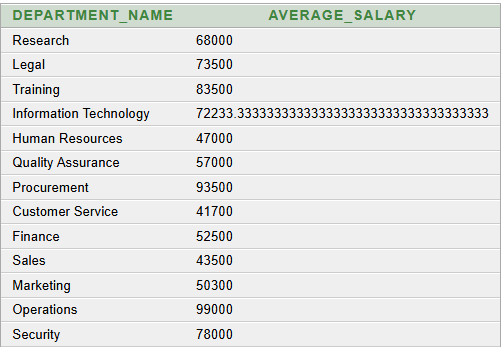 DEPARTMENT_NAME AVERAGE_SALARY
Research 68000
Legal 73500
Training 83500
Information Technology 72233.3333333333333333333333333333333333
Human Resources 47000
Quality Assurance 57000
Procurement 93500
Customer Service 41700
Finance 52500
Sales 43500
Marketing 50300
Operations 99000
Security 78000